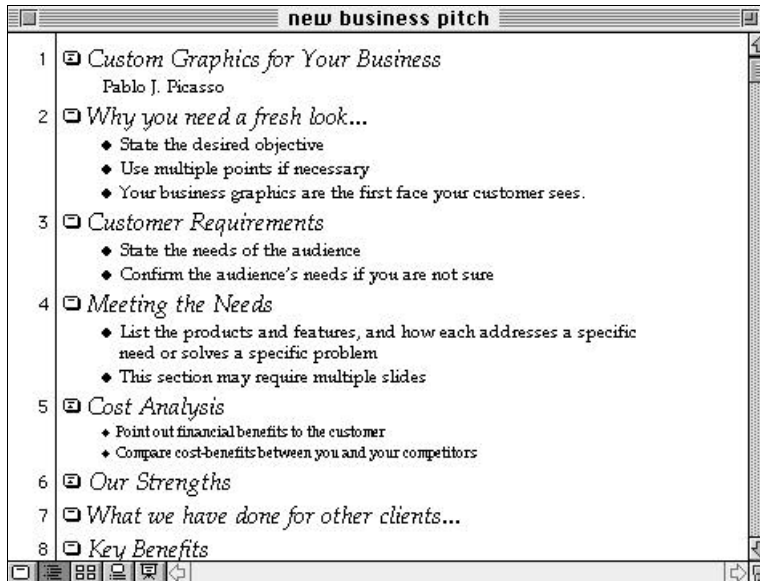 new business pitch
1 Custom Graphics for Your Business
Pablo J. Picasso
2 Why you need a fresh look...
◆ State the desired objective
◆ Use multiple points if necessary
◆ Your business graphics are the first face your customer sees.
3 Customer Requirements
◆ State the needs of the audience
◆ Confirm the audience's needs if you are not sure
4 Meeting the Needs
◆ List the products and features, and how each addresses a specific
need or solves a specific problem
◆ This section may require multiple slides
5 Cost Analysis
◆ Point out financial benefits to the customer
◆ Compare cost-benefits between you and your competitors
6 Our Strengths
7 What we have done for other clients...
8 Key Benefits